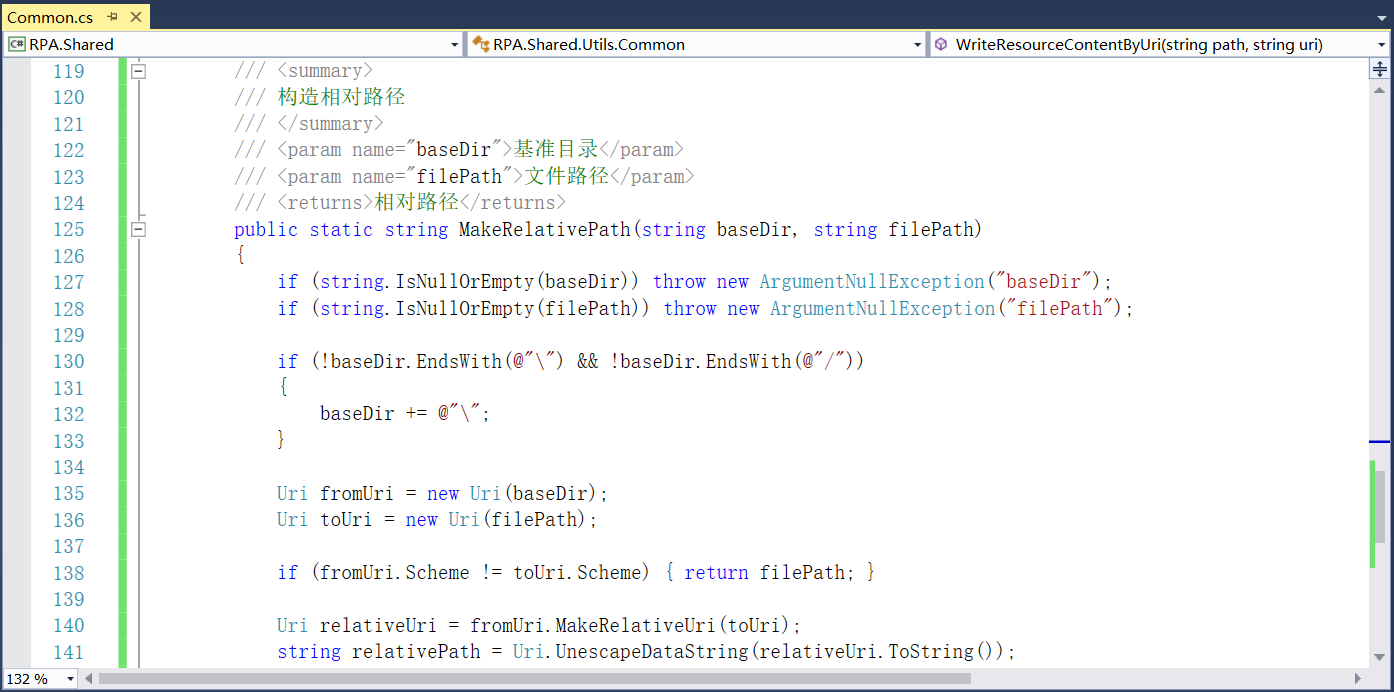 Common.cs
RPA.Shared
RPA.Shared.Utils.Common
WriteResourceContentByUri(string path, string uri)
119 /// <summary>
120 /// 构造相对路径
121 /// </summary>
122 /// <param name="baseDir">基准目录</param>
123 /// <param name="filePath">文件路径</param>
124 /// <returns>相对路径</returns>
125 public static string MakeRelativePath(string baseDir, string filePath)
126 {
127 if (string.IsNullOrEmpty(baseDir)) throw new ArgumentNullException("baseDir");
128 if (string.IsNullOrEmpty(filePath)) throw new ArgumentNullException("filePath");
129
130 if (!baseDir.EndsWith(@"\") && !baseDir.EndsWith(@"/"))
131 {
132 baseDir += @"\";
133 }
134
135 Uri fromUri = new Uri(baseDir);
136 Uri toUri = new Uri(filePath);
137
138 if (fromUri.Scheme != toUri.Scheme) { return filePath; }
139
140 Uri relativeUri = fromUri.MakeRelativeUri(toUri);
141 string relativePath = Uri.UnescapeDataString(relativeUri.ToString());
132 %